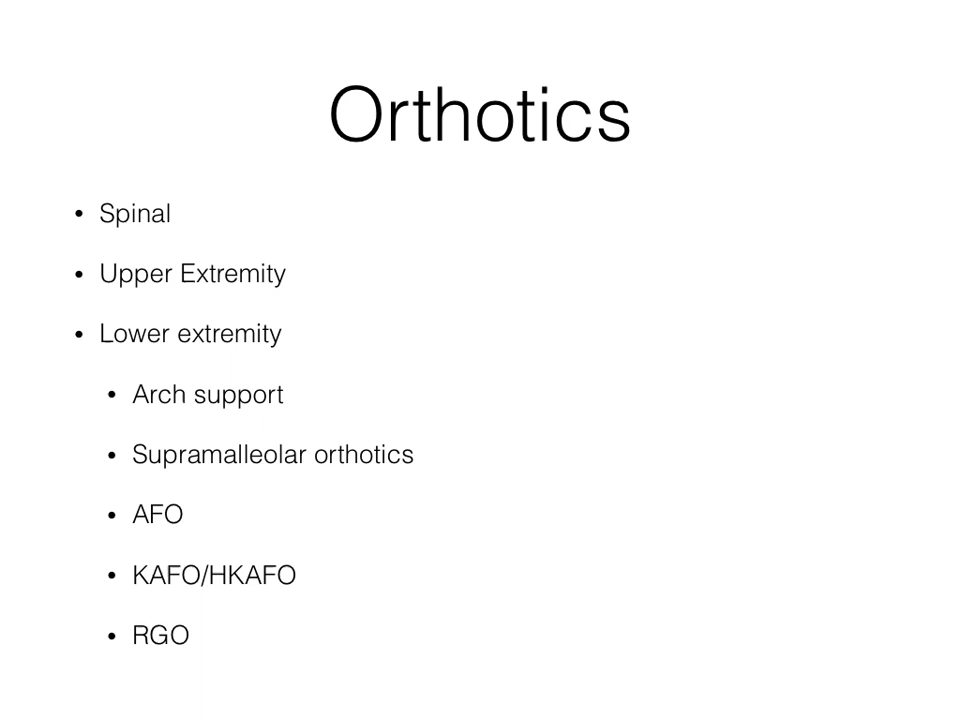 Orthotics
• Spinal
• Upper Extremity
• Lower extremity
• Arch support
• Supramalleolar orthotics
• AFO
• KAFO/HKAFO
• RGO